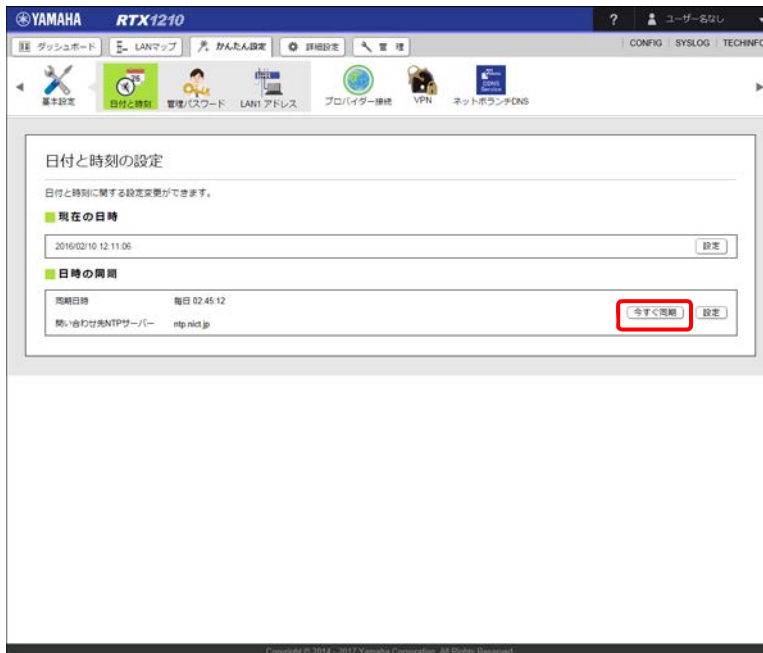 YAMAHA RTX1210 ? ユーザー名なし
ダッシュボード LANマップ かんたん設定 詳細設定 管 理 CONFIG SYSLOG TECHINFO
基本設定 日付と時刻 管理パスワード LAN1 アドレス プロバイダー接続 VPN ネットボランチDNS
日付と時刻の設定
日付と時刻に関する設定変更ができます。
現在の日時
2016/02/10 12:11:06 設定
日時の同期
同期日時 毎日 02:45:12
今すぐ同期 設定
問い合わせ先NTPサーバー ntp.nict.jp
Copyright © 2014 - 2017 Yamaha Corporation. All Rights Reserved.